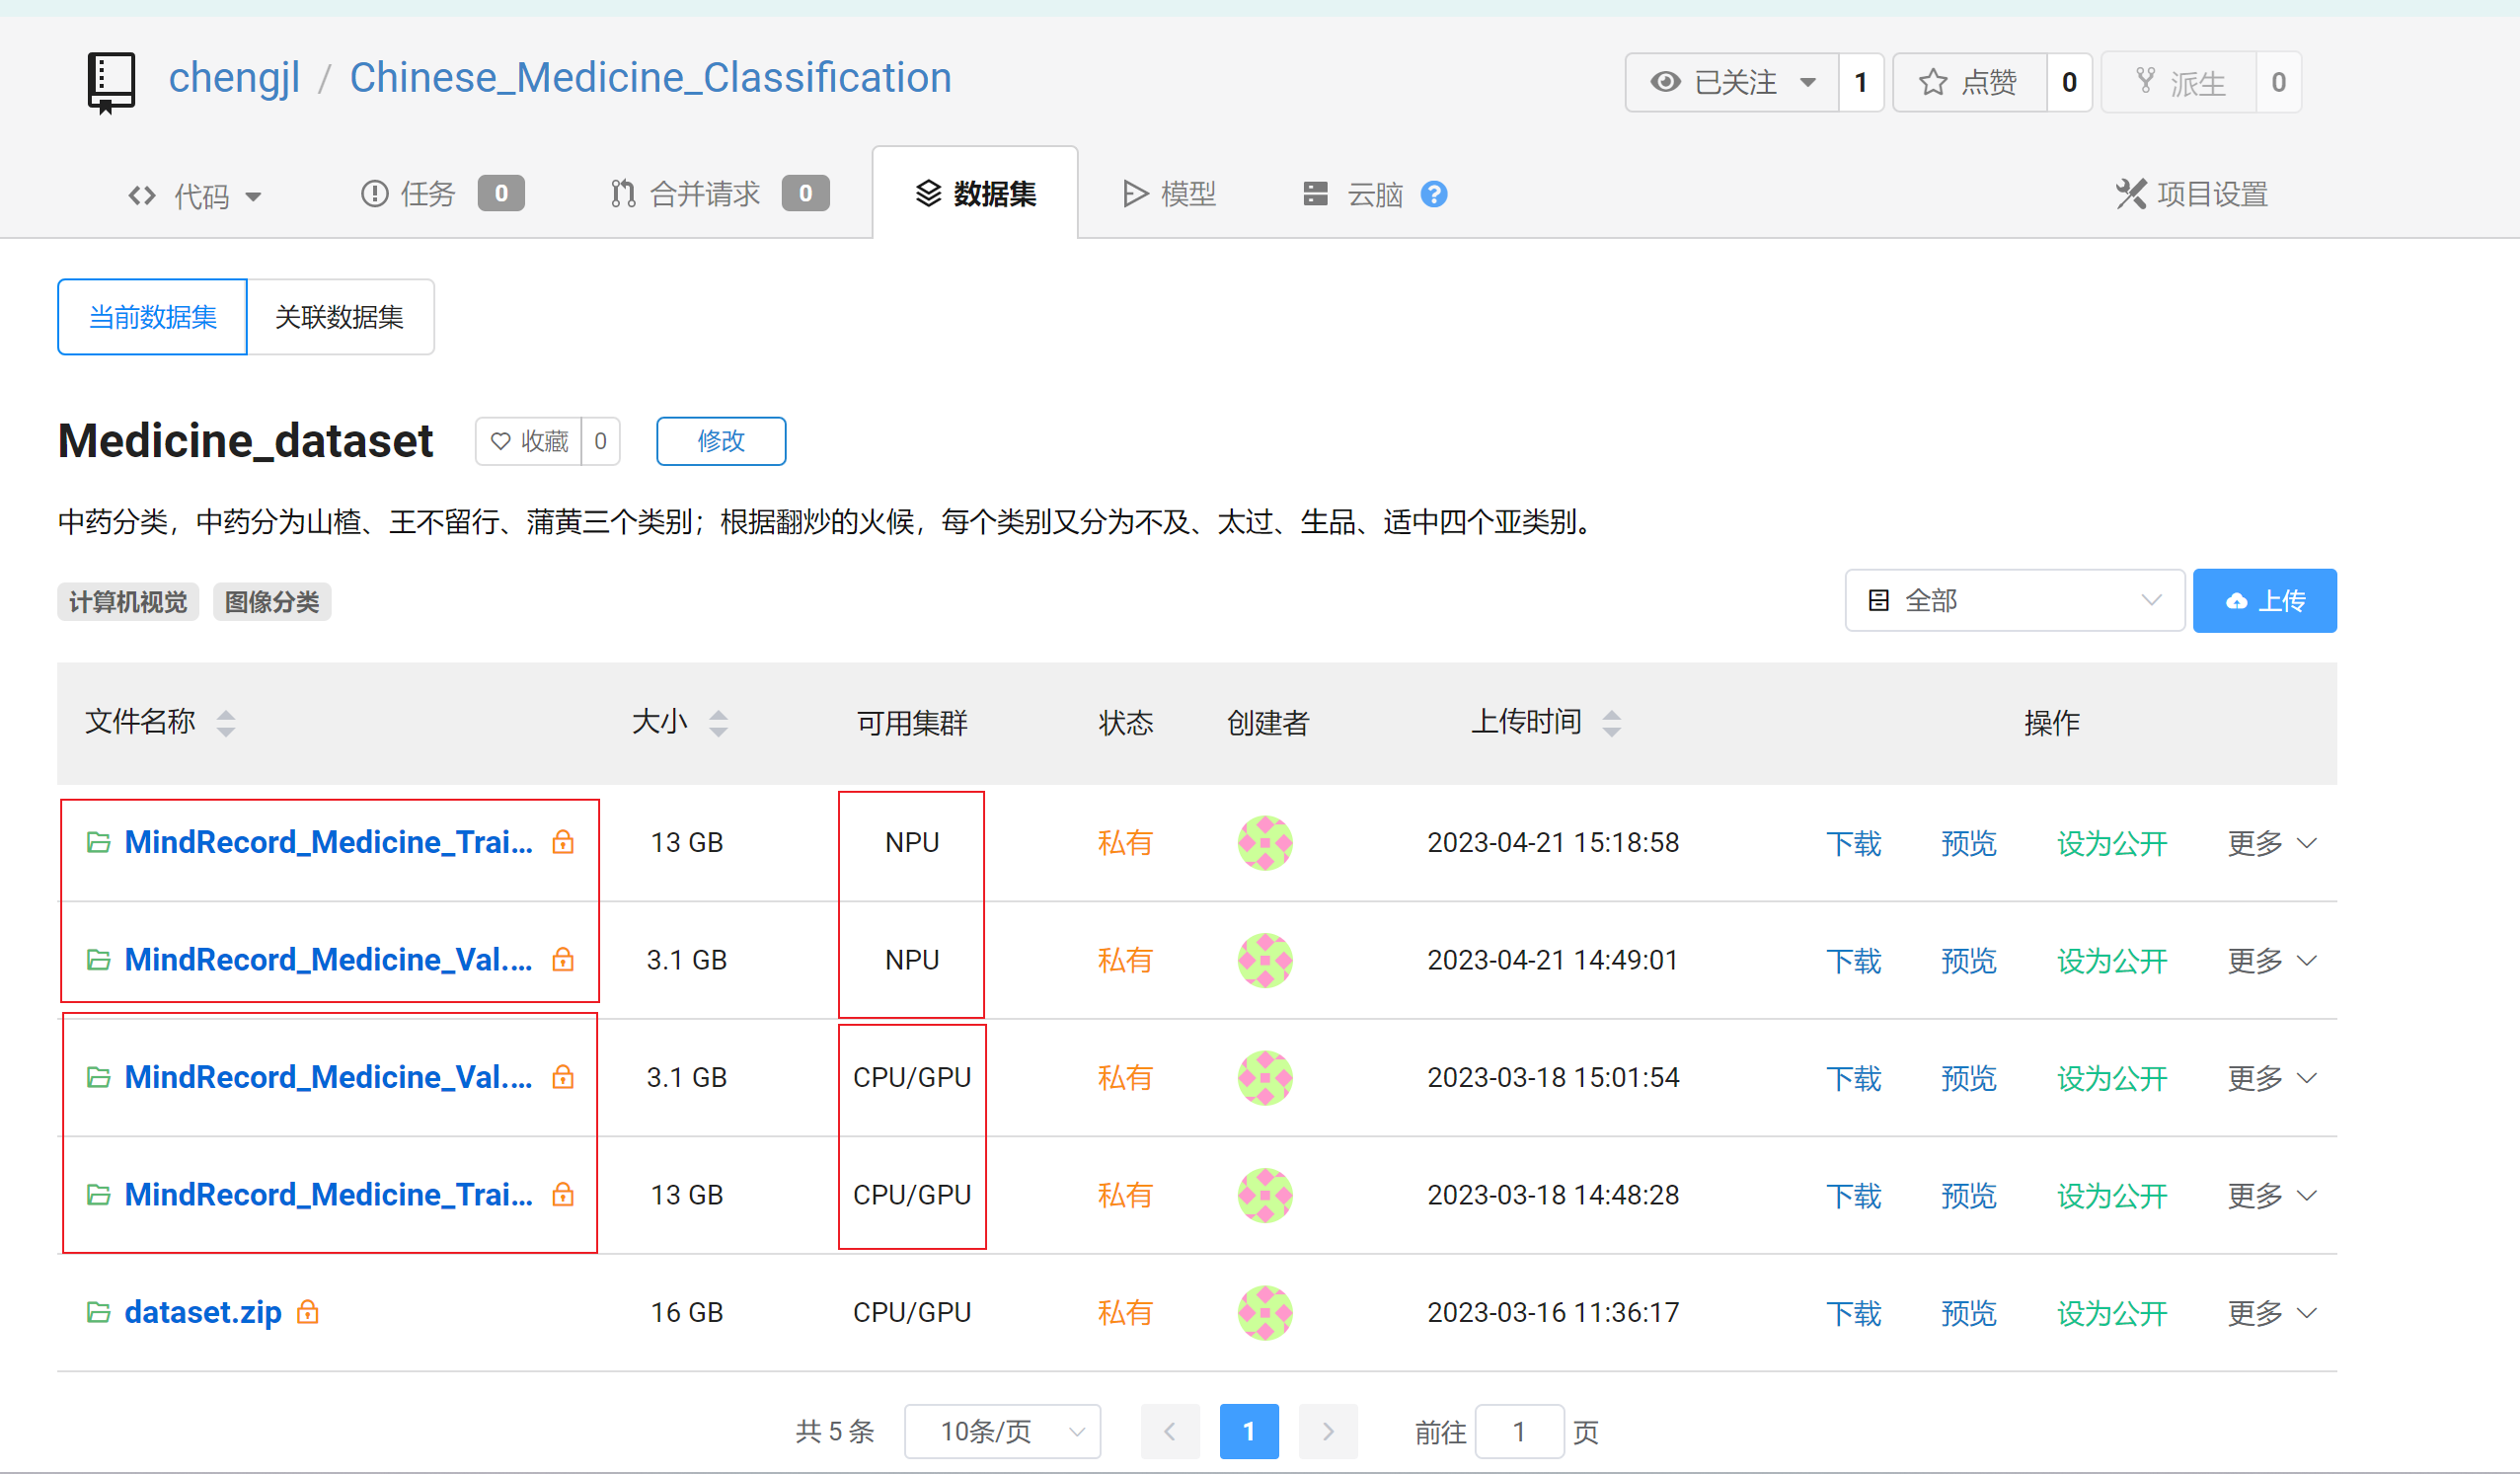 chengjl / Chinese_Medicine_Classification
已关注 1 点赞 0 派生 0
代码 任务 0 合并请求 0 数据集 模型 云脑 ? 项目设置
当前数据集 关联数据集
Medicine_dataset 收藏 0 修改
中药分类，中药分为山楂、王不留行、蒲黄三个类别；根据翻炒的火候，每个类别又分为不及、太过、生品、适中四个亚类别。
计算机视觉 图像分类 全部 上传
文件名称 大小 可用集群 状态 创建者 上传时间 操作
MindRecord_Medicine_Trai... 13 GB NPU 私有 2023-04-21 15:18:58 下载 预览 设为公开 更多
MindRecord_Medicine_Val.... 3.1 GB NPU 私有 2023-04-21 14:49:01 下载 预览 设为公开 更多
MindRecord_Medicine_Val.... 3.1 GB CPU/GPU 私有 2023-03-18 15:01:54 下载 预览 设为公开 更多
MindRecord_Medicine_Trai... 13 GB CPU/GPU 私有 2023-03-18 14:48:28 下载 预览 设为公开 更多
dataset.zip 16 GB CPU/GPU 私有 2023-03-16 11:36:17 下载 预览 设为公开 更多
共 5 条 10条/页 1 前往 1 页